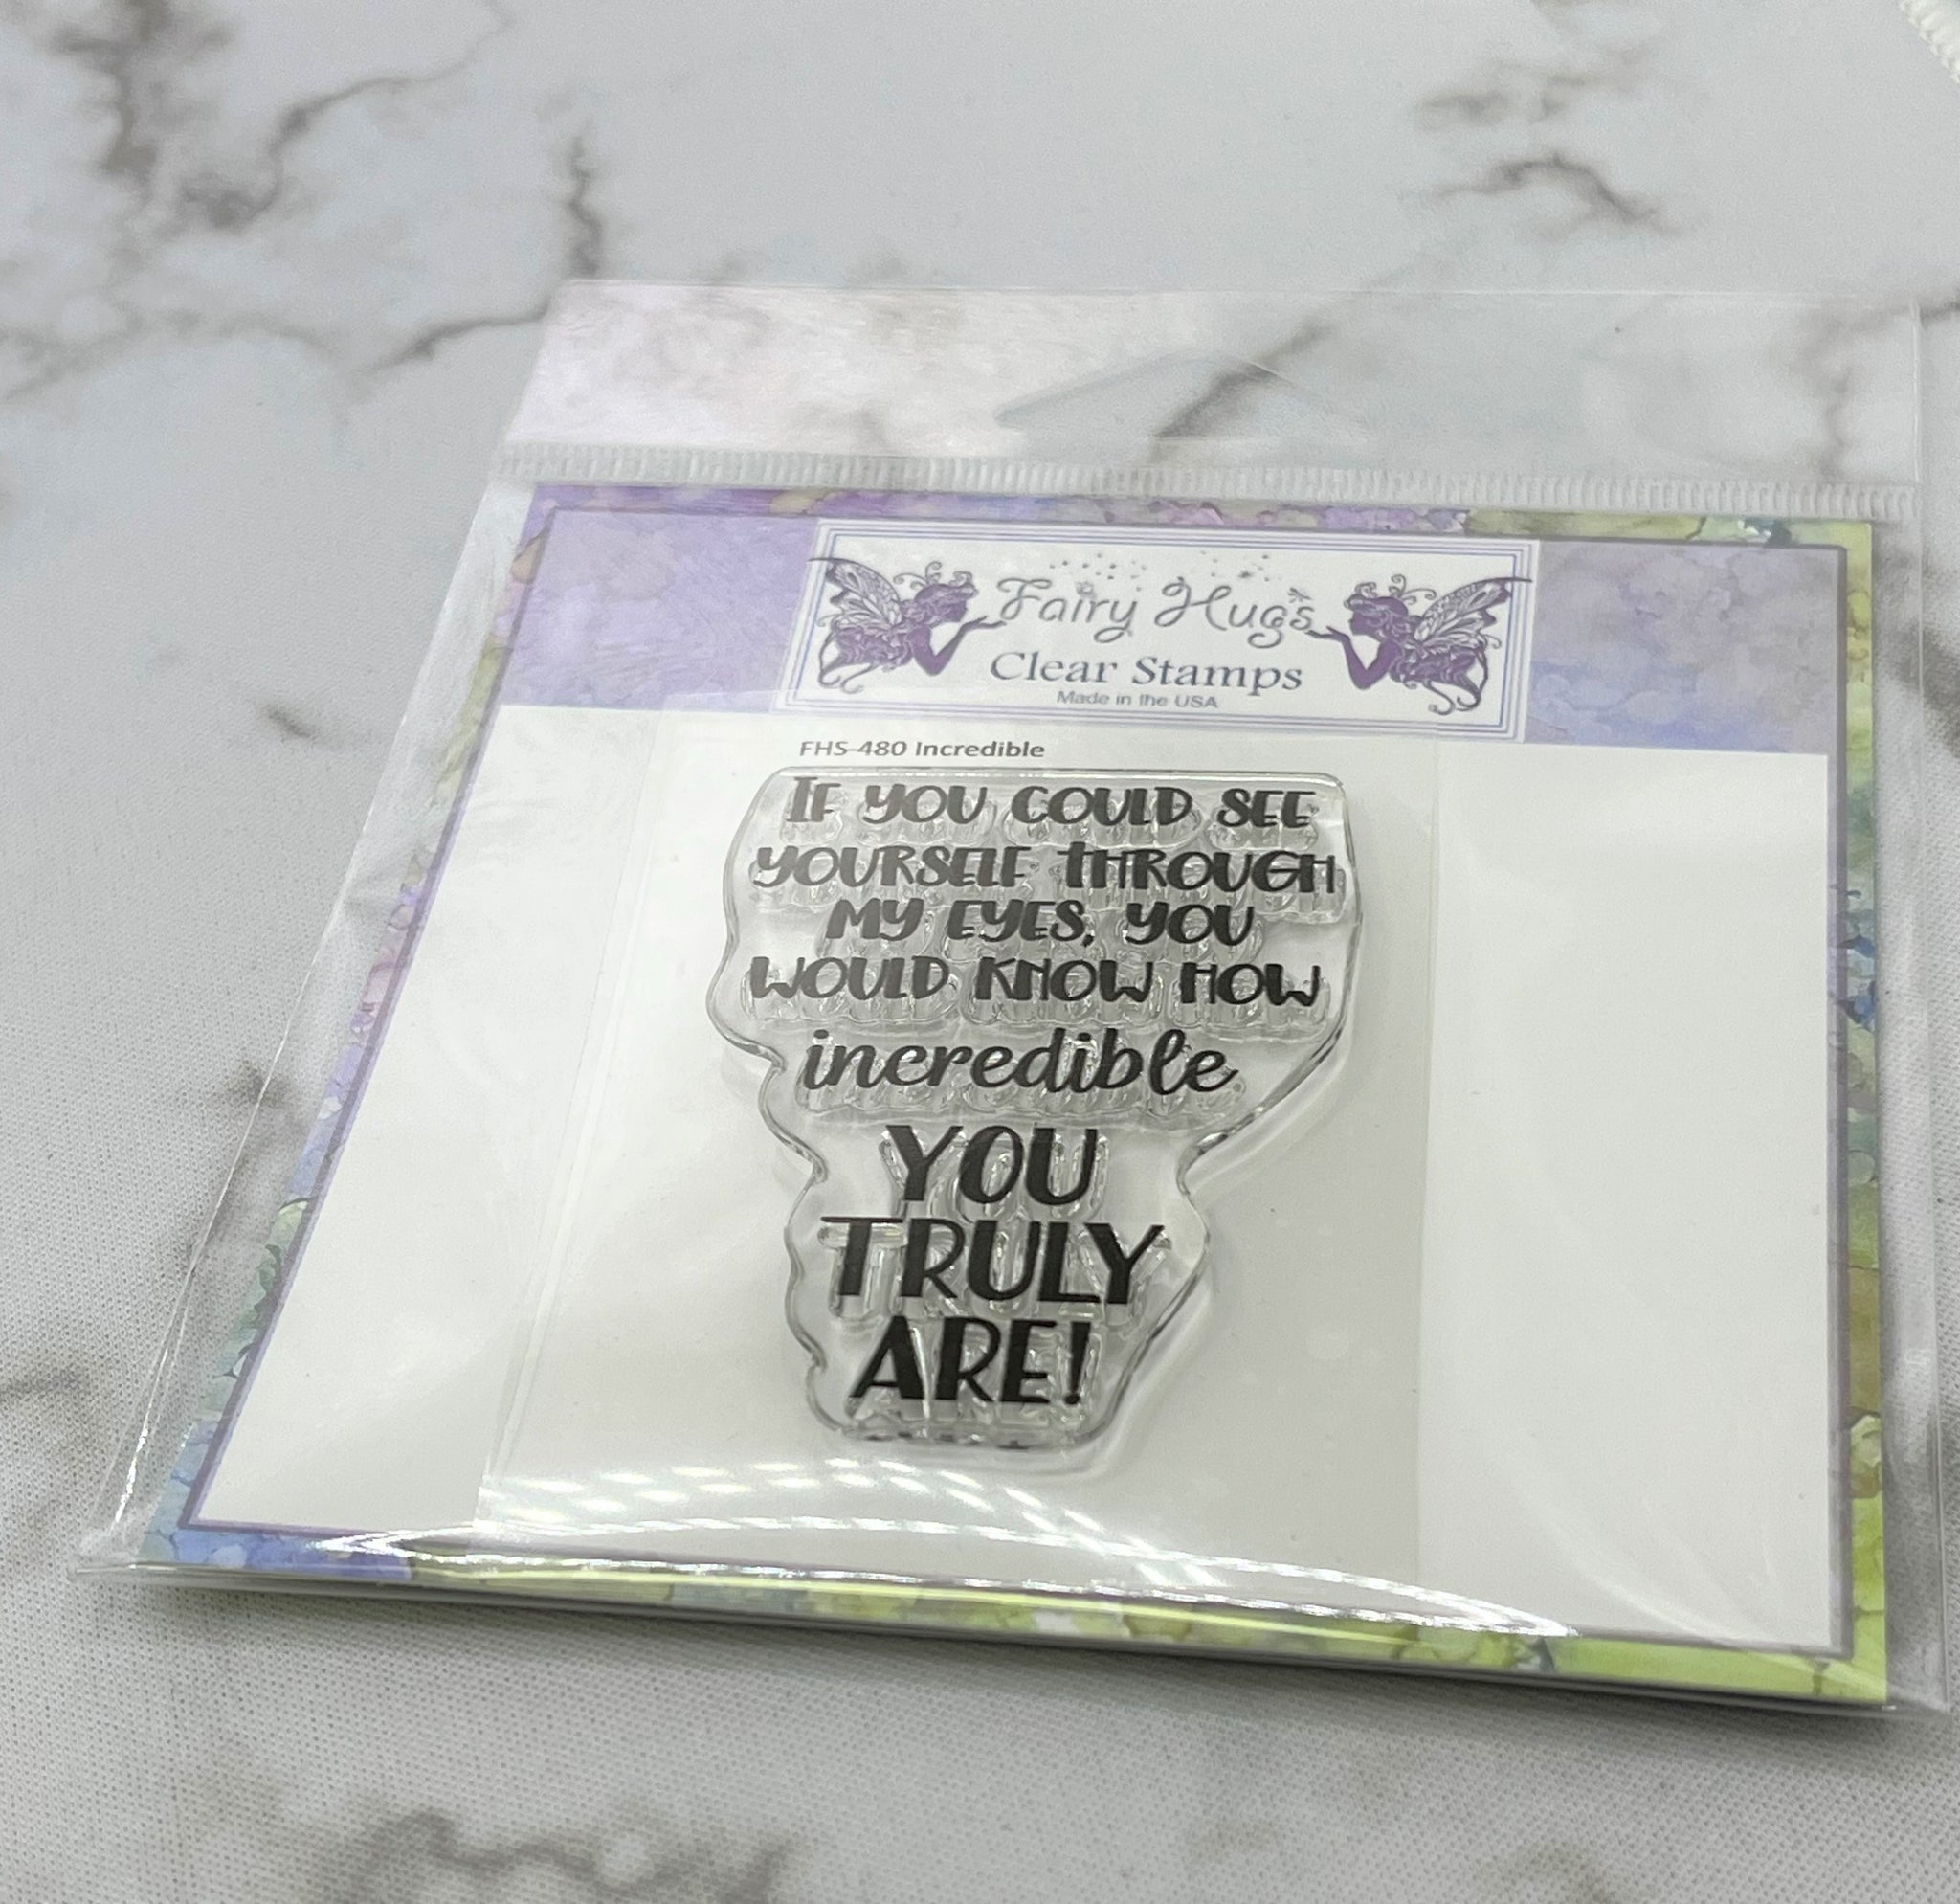 Fairy Hugs
Clear Stamps
Made in the USA
FHS-480 Incredible
IF YOU COULD SEE
YOURSELF THROUGH
MY EYES, YOU
WOULD KNOW HOW
incredible
YOU
TRULY
ARE!